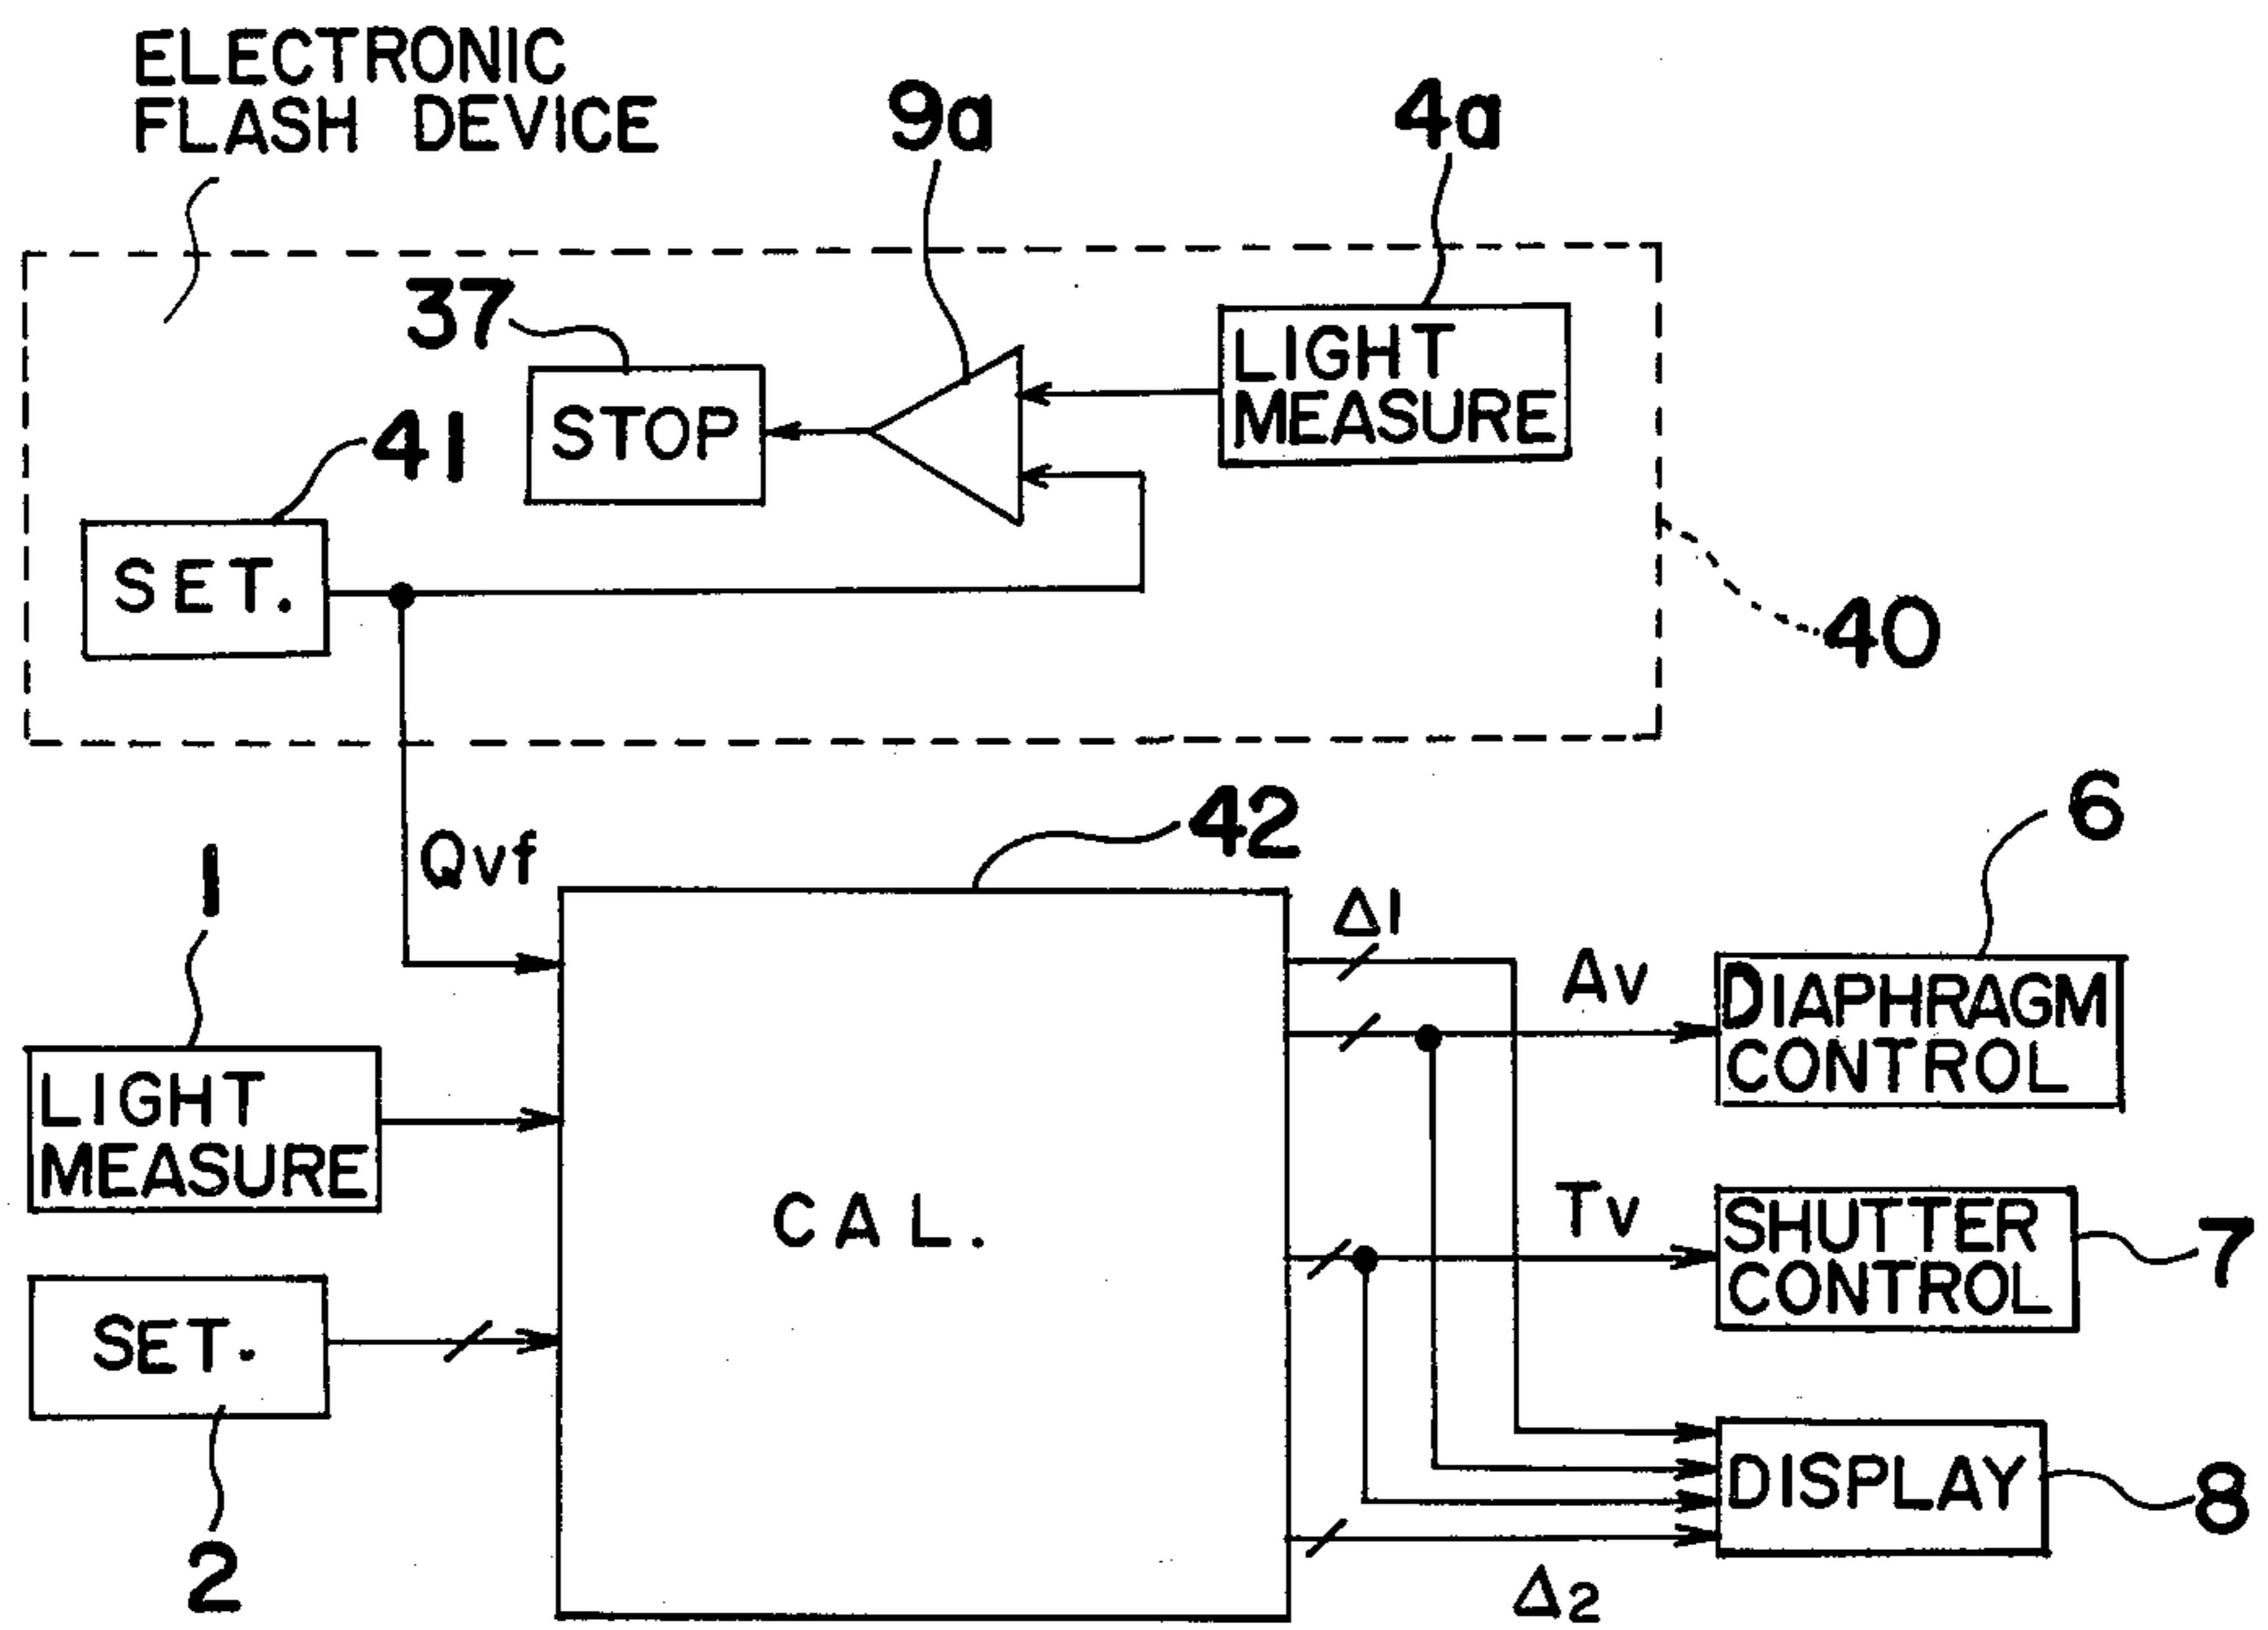 ELECTRONIC
FLASH DEVICE
9a
4a
37
LIGHT
MEASURE
STOP
41
SET.
40
42
6
Qvf
1
Δ1
Av
DIAPHRAGM
CONTROL
LIGHT
MEASURE
CAL.
Tv
SHUTTER
CONTROL
7
SET.
DISPLAY
8
2
Δ2